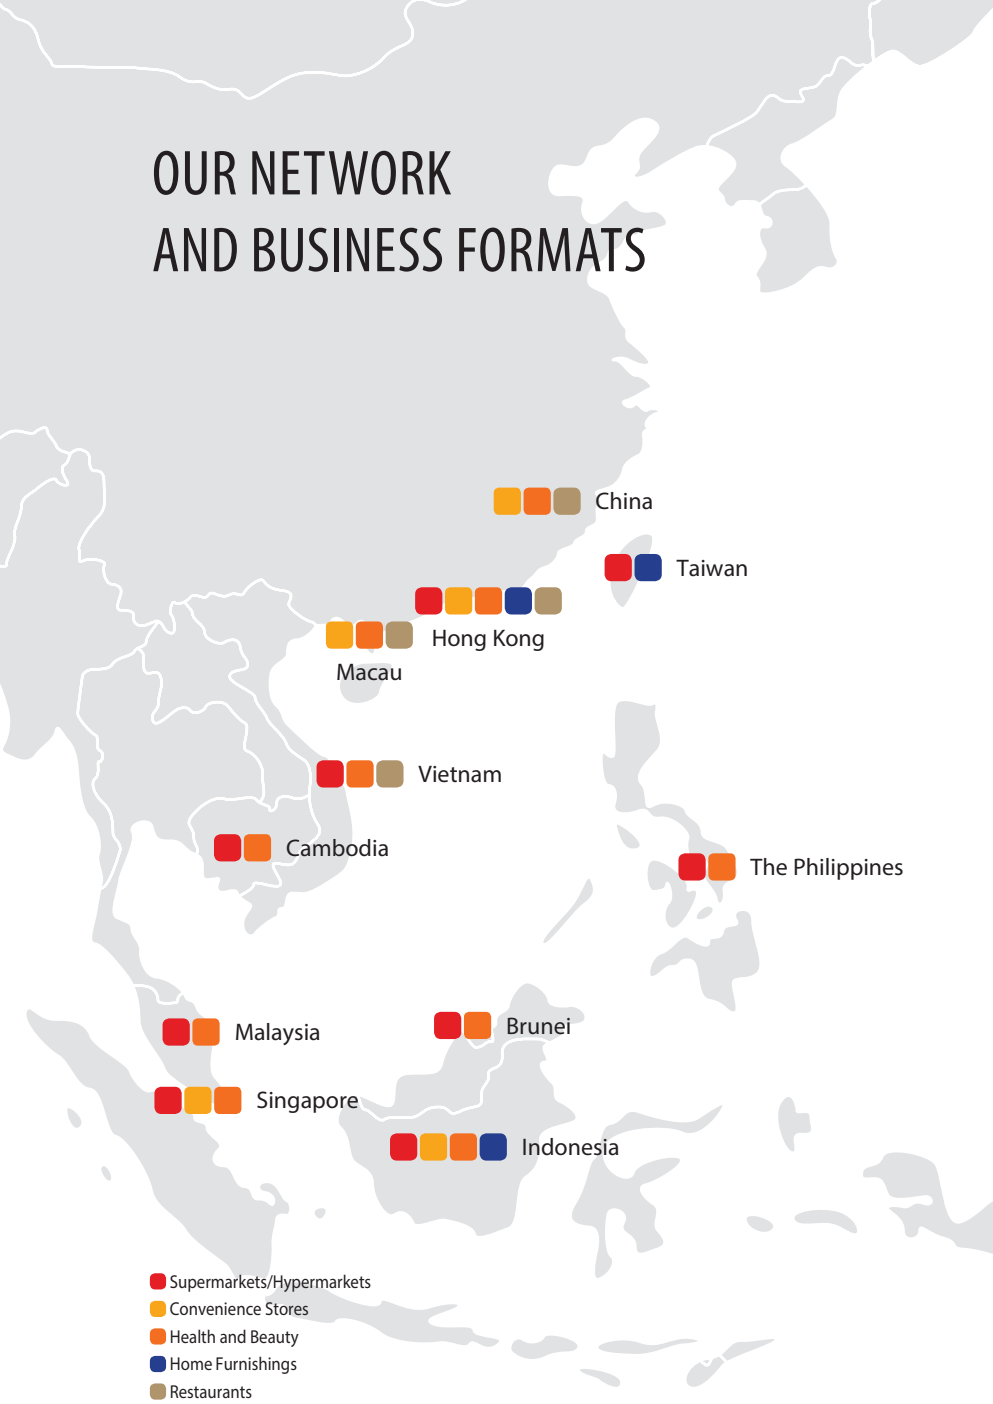 OUR NETWORK
AND BUSINESS FORMATS
China
Taiwan
Hong Kong
Macau
Vietnam
Cambodia
The Philippines
Brunei
Malaysia
Singapore
Indonesia
Supermarkets/Hypermarkets
Convenience Stores
Health and Beauty
Home Furnishings
Restaurants